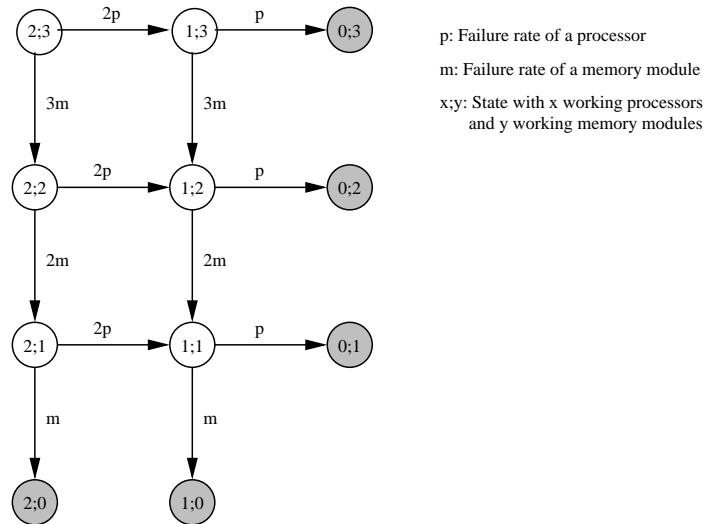 2;3
2p
1;3
p
0;3
p: Failure rate of a processor
m: Failure rate of a memory module
x;y: State with x working processors
and y working memory modules
3m
3m
2;2
2p
1;2
p
0;2
2m
2m
2;1
2p
1;1
p
0;1
m
m
2;0
1;0